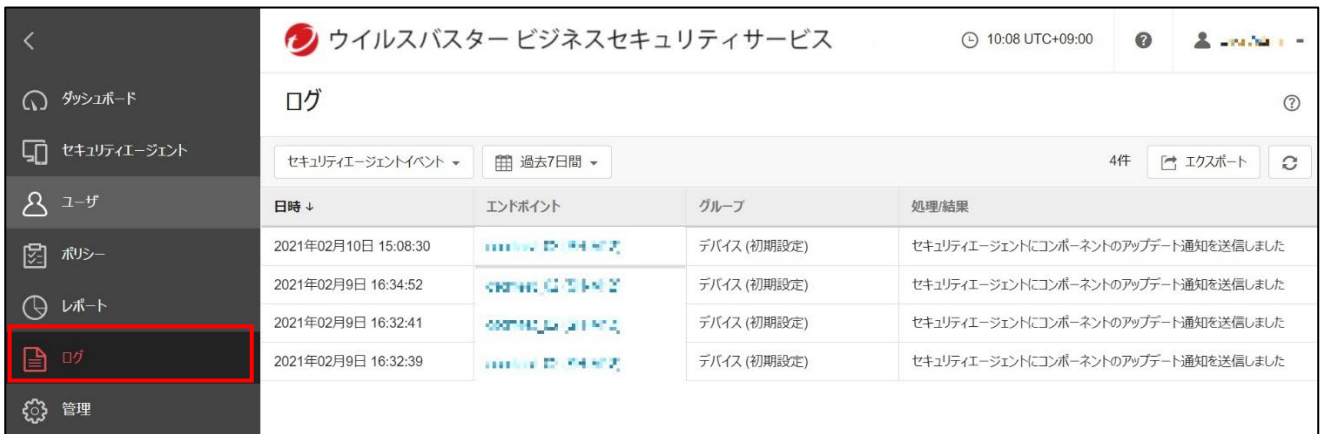 ウイルスバスター ビジネスセキュリティサービス
10:08 UTC+09:00
ダッシュボード
セキュリティエージェント
ユーザ
ポリシー
レポート
ログ
管理
ログ
セキュリティエージェントイベント
過去7日間
4件
エクスポート
日時↓ エンドポイント グループ 処理/結果
2021年02月10日 15:08:30 デバイス (初期設定) セキュリティエージェントにコンポーネントのアップデート通知を送信しました
2021年02月9日 16:34:52 デバイス (初期設定) セキュリティエージェントにコンポーネントのアップデート通知を送信しました
2021年02月9日 16:32:41 デバイス (初期設定) セキュリティエージェントにコンポーネントのアップデート通知を送信しました
2021年02月9日 16:32:39 デバイス (初期設定) セキュリティエージェントにコンポーネントのアップデート通知を送信しました